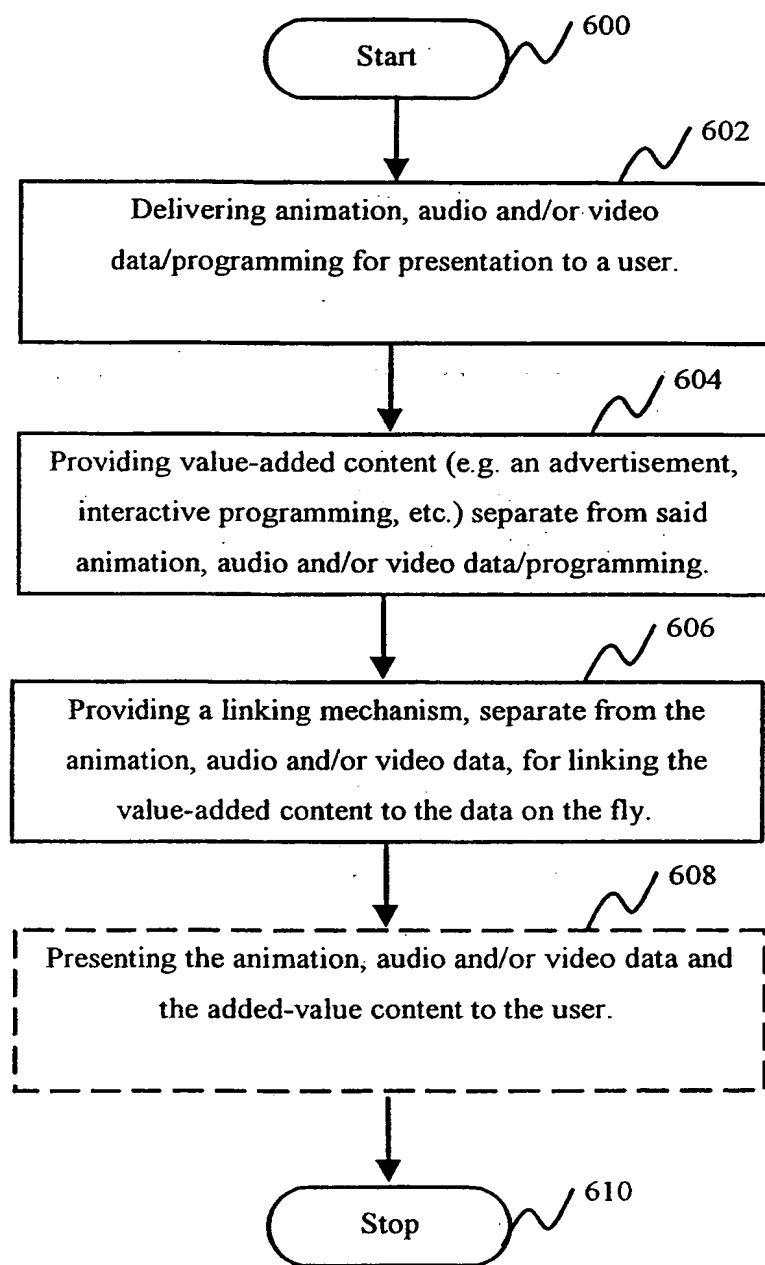 600
Start
602
Delivering animation, audio and/or video
data/programming for presentation to a user.
604
Providing value-added content (e.g. an advertisement,
interactive programming, etc.) separate from said
animation, audio and/or video data/programming.
606
Providing a linking mechanism, separate from the
animation, audio and/or video data, for linking the
value-added content to the data on the fly.
608
Presenting the animation, audio and/or video data and
the added-value content to the user.
610
Stop